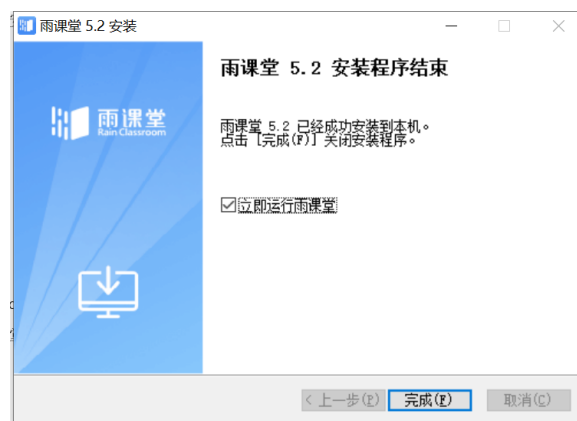 雨课堂 5.2 安装
雨课堂
Rain Classroom
雨课堂 5.2 安装程序结束
雨课堂 5.2 已经成功安装到本机。
点击 [完成(F)] 关闭安装程序。
立即运行雨课堂
< 上一步(P) 完成(F) 取消(C)